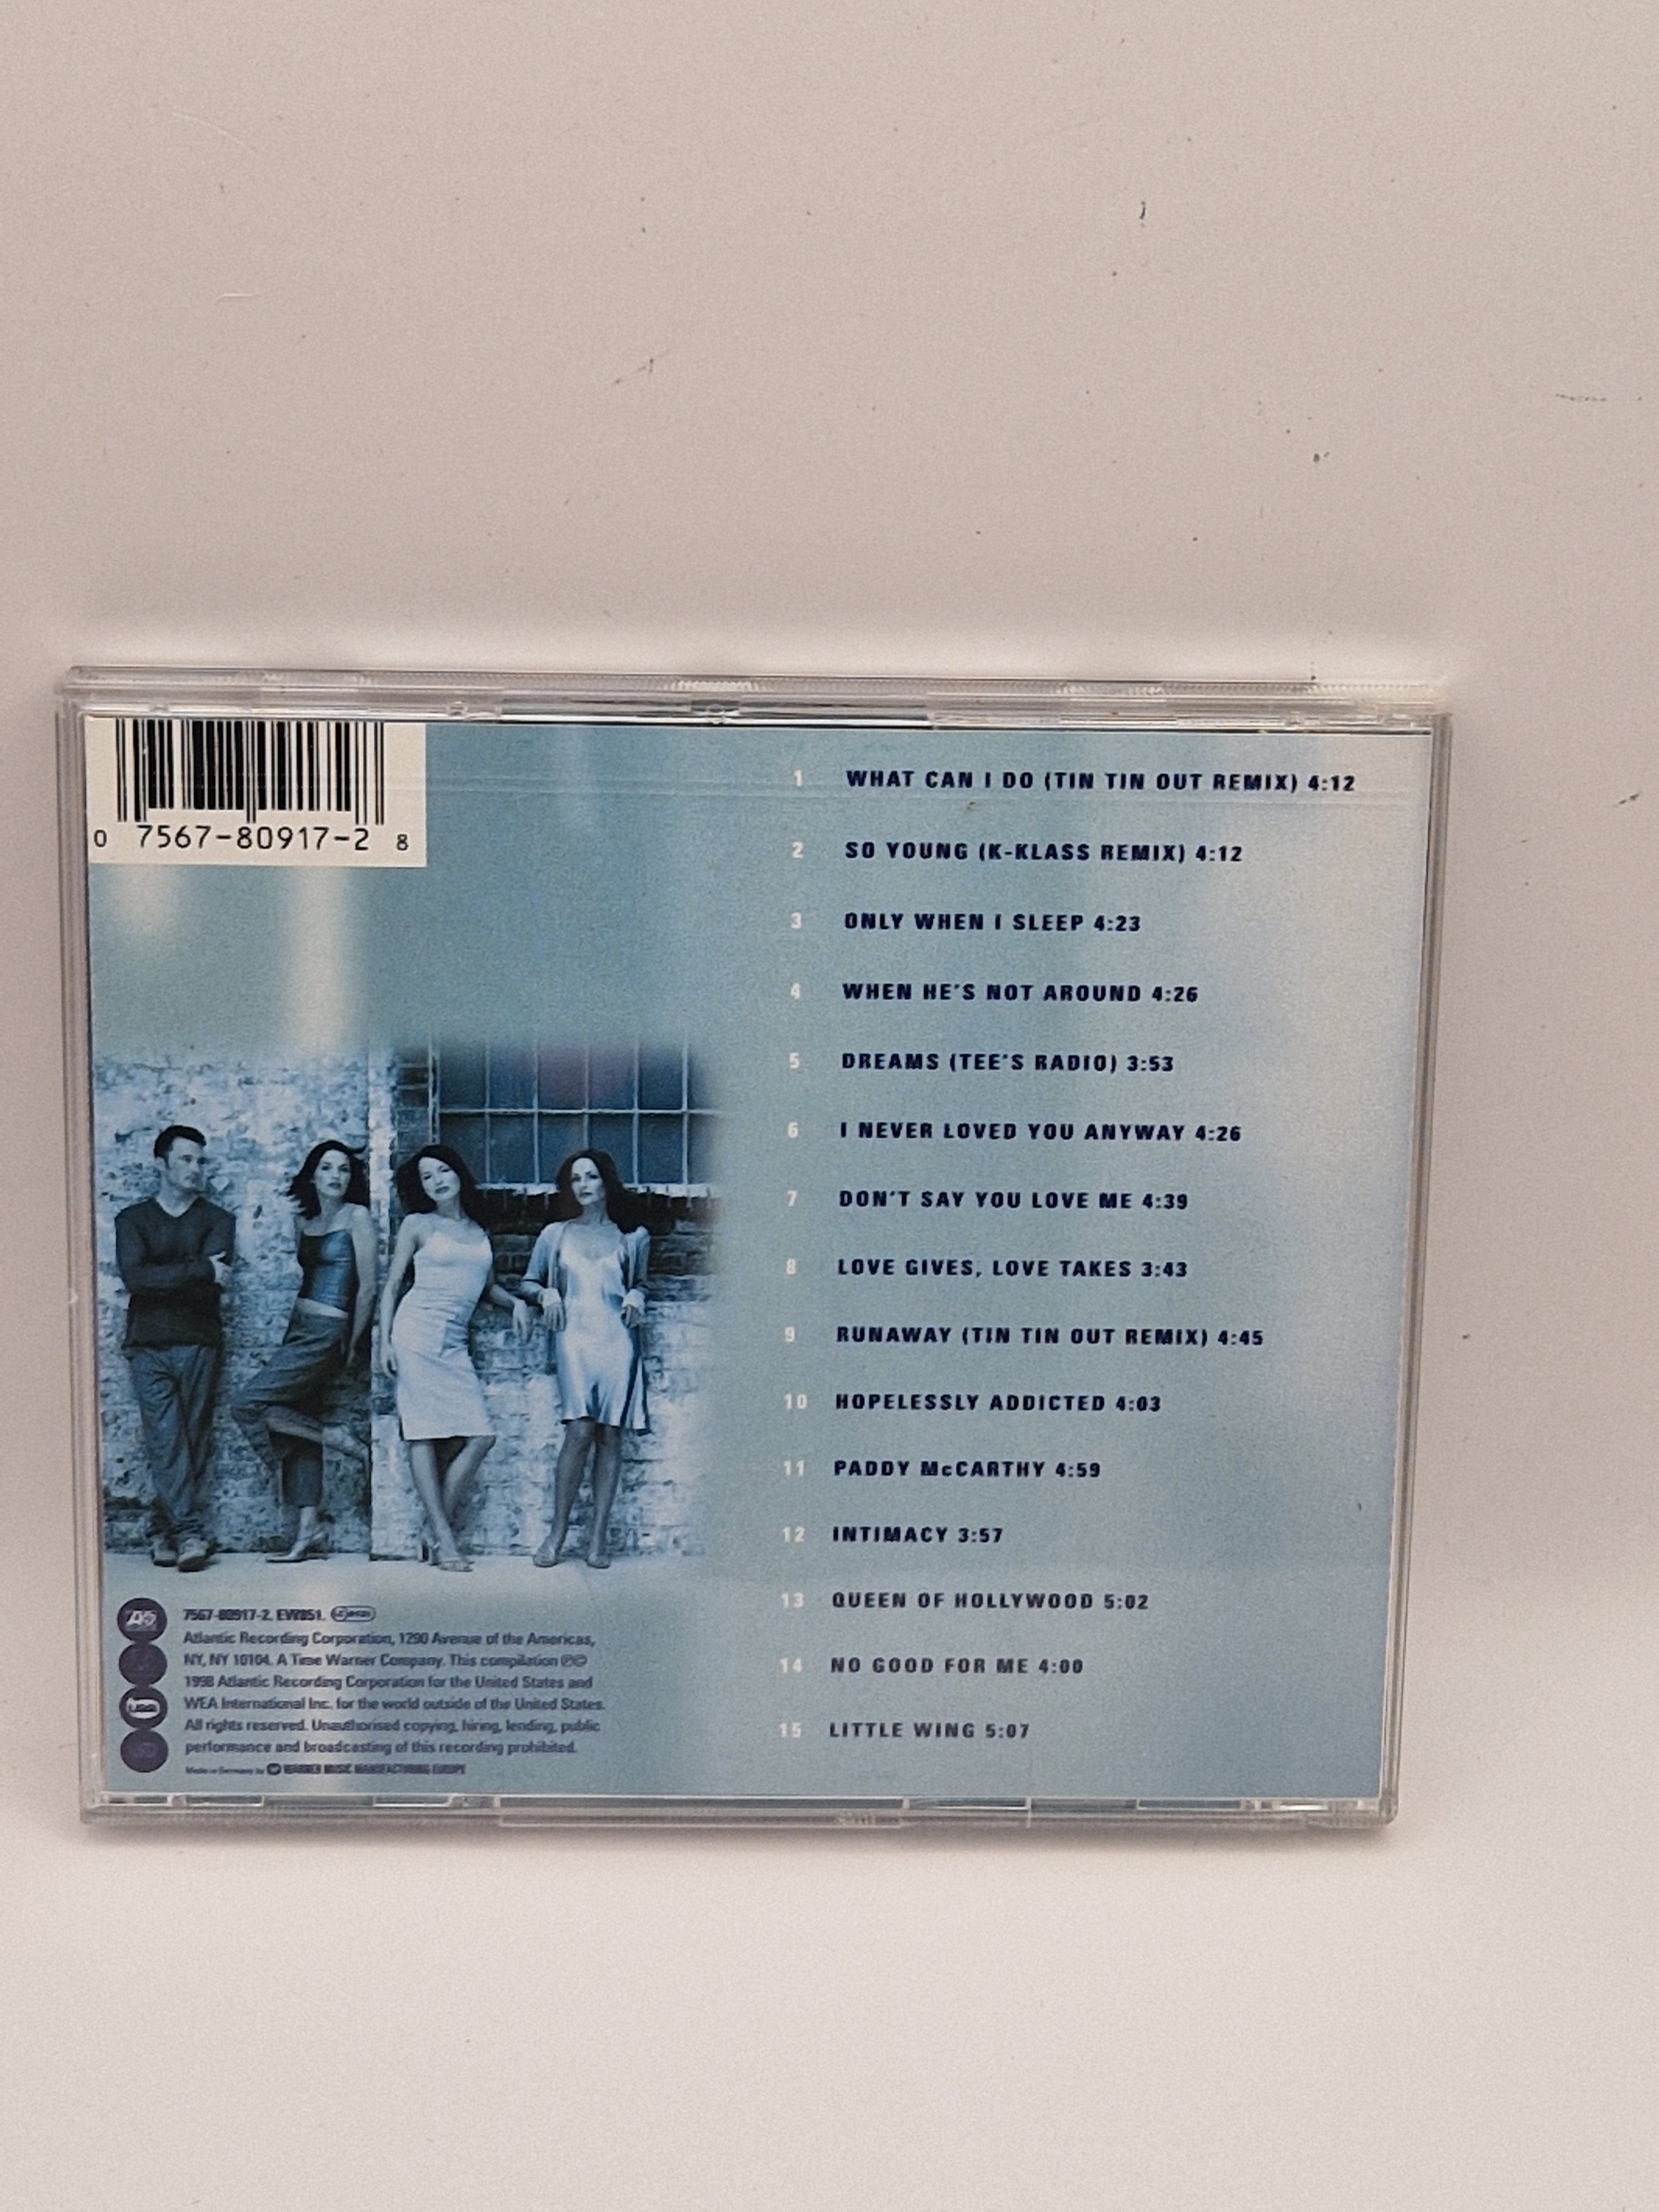 0 7567-80917-2 8
1 WHAT CAN I DO (TIN TIN OUT REMIX) 4:12
2 SO YOUNG (K-KLASS REMIX) 4:12
3 ONLY WHEN I SLEEP 4:23
4 WHEN HE'S NOT AROUND 4:26
5 DREAMS (TEE'S RADIO) 3:53
6 I NEVER LOVED YOU ANYWAY 4:26
7 DON'T SAY YOU LOVE ME 4:39
8 LOVE GIVES, LOVE TAKES 3:43
9 RUNAWAY (TIN TIN OUT REMIX) 4:45
10 HOPELESSLY ADDICTED 4:03
11 PADDY McCARTHY 4:59
12 INTIMACY 3:57
13 QUEEN OF HOLLYWOOD 5:02
14 NO GOOD FOR ME 4:00
15 LITTLE WING 5:07
7567-80917-2.
Atlantic Recording Corporation, 1290 Avenue of the Americas,
NY, NY 10104. A Time Warner Company. This compilation ℗©
1998 Atlantic Recording Corporation for the United States and
WEA International Inc. for the world outside of the United States.
All rights reserved. Unauthorised copying, hiring, lending, public
performance and broadcasting of this recording prohibited.
Made in Germany by WARNER MUSIC MANUFACTURING EUROPE